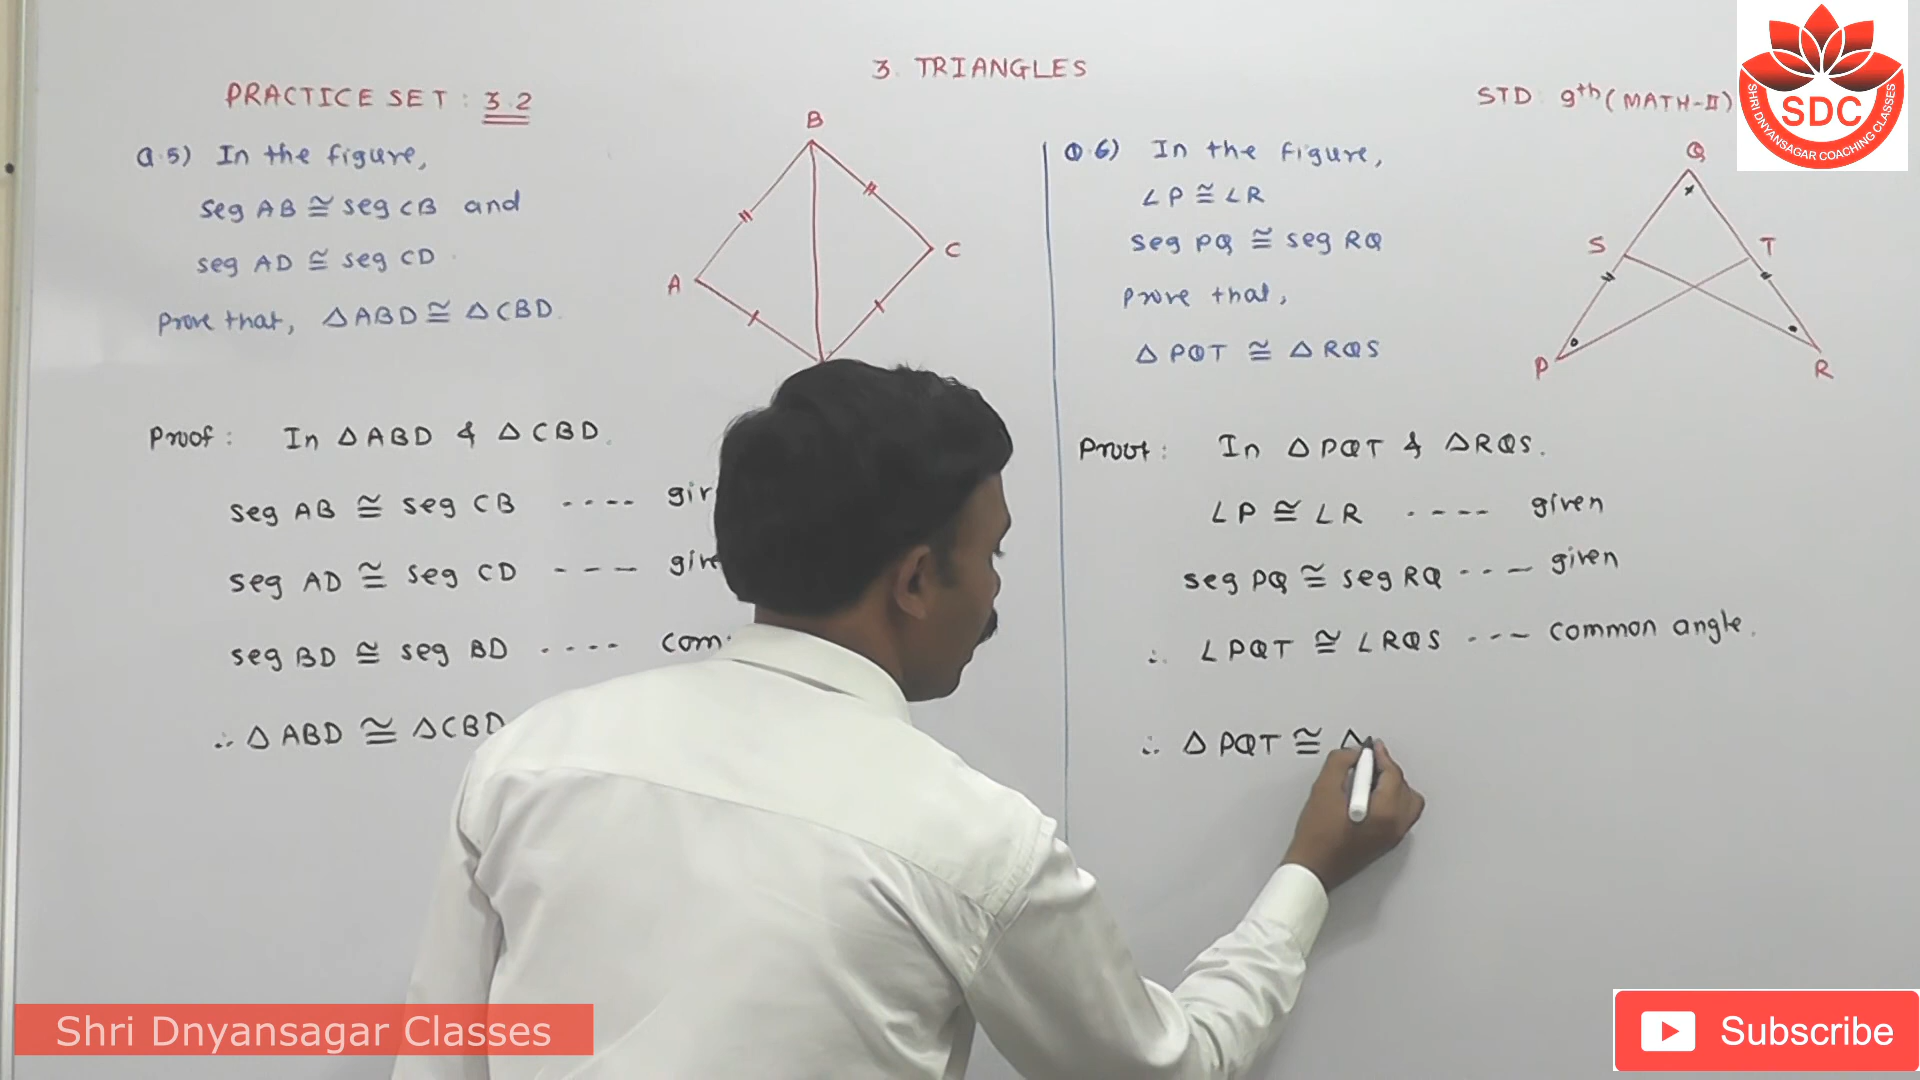 3. TRIANGLES
PRACTICE SET : 3.2
STD : 9th (MATH-II)
SDC
SHRI DNYANSAGAR COACHING CLASSES
Q.5) In the figure,
seg AB ≅ seg CB and
seg AD ≅ seg CD.
Prove that, △ABD ≅ △CBD.
B
A
C
Proof : In △ABD & △CBD.
seg AB ≅ seg CB ----
seg AD ≅ seg CD ---
seg BD ≅ seg BD ----
∴ △ABD ≅ △CBD
Q.6) In the figure,
∠P ≅ ∠R
seg PQ ≅ seg RQ
Prove that,
△PQT ≅ △RQS
Q
S
T
P
R
Proof : In △PQT & △RQS.
∠P ≅ ∠R ---- given
seg PQ ≅ seg RQ --- given
∴ ∠PQT ≅ ∠RQS --- common angle.
∴ △PQT ≅ △
Shri Dnyansagar Classes
Subscribe